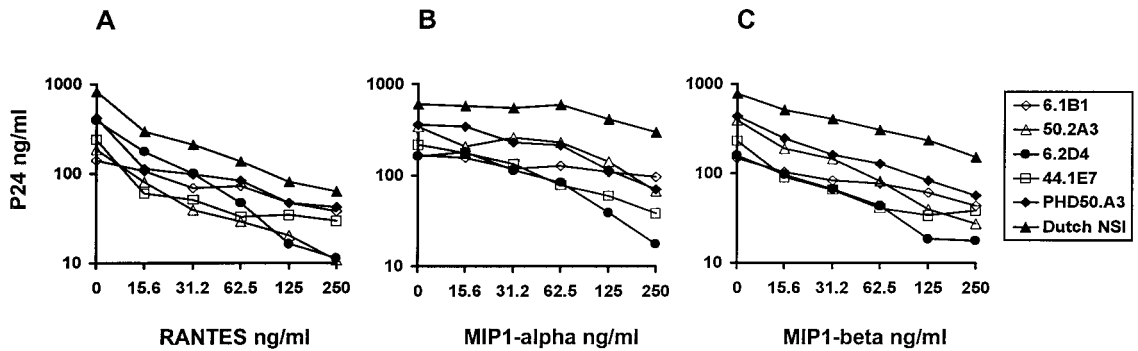 A
B
C
P24 ng/ml
1000
100
10
0 15.6 31.2 62.5 125 250
RANTES ng/ml
1000
100
10
0 15.6 31.2 62.5 125 250
MIP1-alpha ng/ml
1000
100
10
0 15.6 31.2 62.5 125 250
MIP1-beta ng/ml
6.1B1
50.2A3
6.2D4
44.1E7
PHD50.A3
Dutch NSI